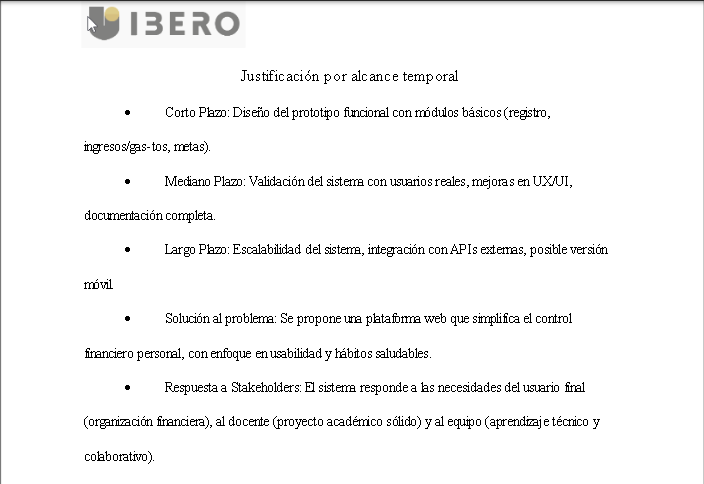 IBERO
Justificación por alcance temporal
• Corto Plazo: Diseño del prototipo funcional con módulos básicos (registro,
ingresos/gas-tos, metas).
• Mediano Plazo: Validación del sistema con usuarios reales, mejoras en UX/UI,
documentación completa.
• Largo Plazo: Escalabilidad del sistema, integración con APIs externas, posible versión
móvil.
• Solución al problema: Se propone una plataforma web que simplifica el control
financiero personal, con enfoque en usabilidad y hábitos saludables.
• Respuesta a Stakeholders: El sistema responde a las necesidades del usuario final
(organización financiera), al docente (proyecto académico sólido) y al equipo (aprendizaje técnico y
colaborativo).